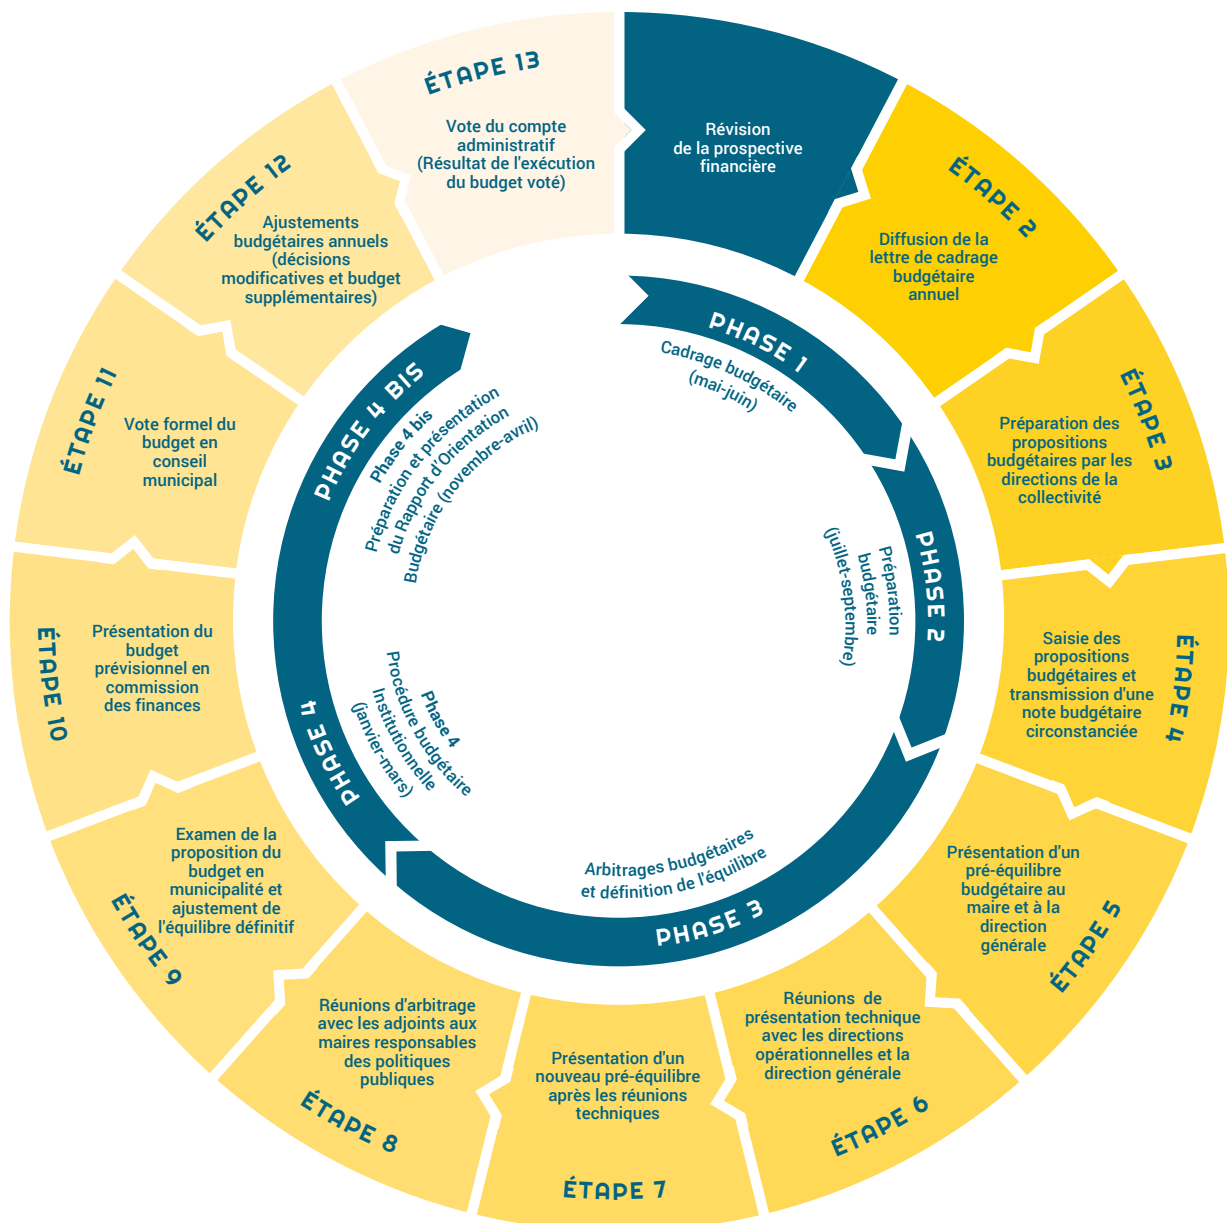 Révision
de la prospective
financière
ÉTAPE 2
Diffusion de la
lettre de cadrage
budgétaire
annuel
ÉTAPE 3
Préparation des
propositions
budgétaires par les
directions de la
collectivité
ÉTAPE 4
Saisie des
propositions
budgétaires et
transmission d'une
note budgétaire
circonstanciée
ÉTAPE 5
Présentation d'un
pré-équilibre
budgétaire au
maire et à la
direction
générale
ÉTAPE 6
Réunions de
présentation technique
avec les directions
opérationnelles et la
direction générale
ÉTAPE 7
Présentation d'un
nouveau pré-équilibre
après les réunions
techniques
ÉTAPE 8
Réunions d'arbitrage
avec les adjoints aux
maires responsables
des politiques
publiques
ÉTAPE 9
Examen de la
proposition du
budget en
municipalité et
ajustement de
l'équilibre définitif
ÉTAPE 10
Présentation du
budget
prévisionnel en
commission
des finances
ÉTAPE 11
Vote formel du
budget en
conseil
municipal
ÉTAPE 12
Ajustements
budgétaires annuels
(décisions
modificatives et budget
supplémentaires)
ÉTAPE 13
Vote du compte
administratif
(Résultat de l'exécution
du budget voté)
PHASE 1
Cadrage budgétaire
(mai-juin)
PHASE 2
Préparation
budgétaire
(juillet-septembre)
PHASE 3
Arbitrages budgétaires
et définition de l'équilibre
PHASE 4
Phase 4
Procédure budgétaire
Institutionnelle
(janvier-mars)
PHASE 4 BIS
Phase 4 bis
Préparation et présentation
du Rapport d'Orientation
Budgétaire (novembre-avril)